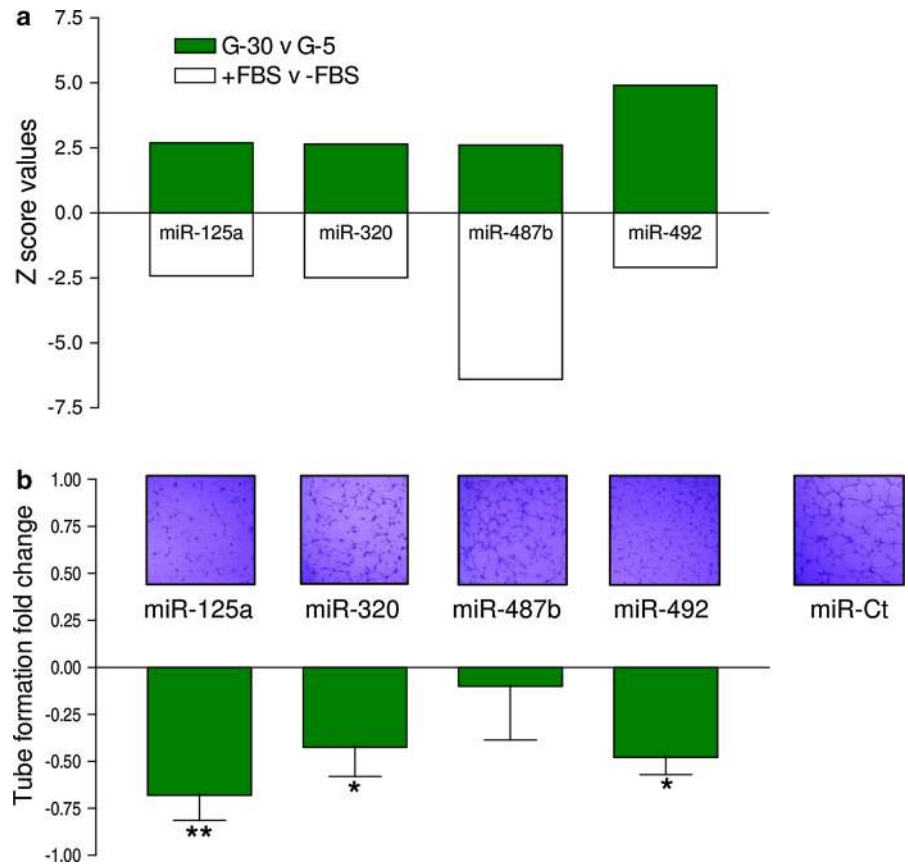 a
7.5
5.0
2.5
0.0
-2.5
-5.0
-7.5
Z score values
G-30 v G-5
+FBS v -FBS
miR-125a miR-320 miR-487b miR-492
b
1.00
0.75
0.50
0.25
0.00
-0.25
-0.50
-0.75
-1.00
Tube formation fold change
miR-125a miR-320 miR-487b miR-492 miR-Ct
** * *